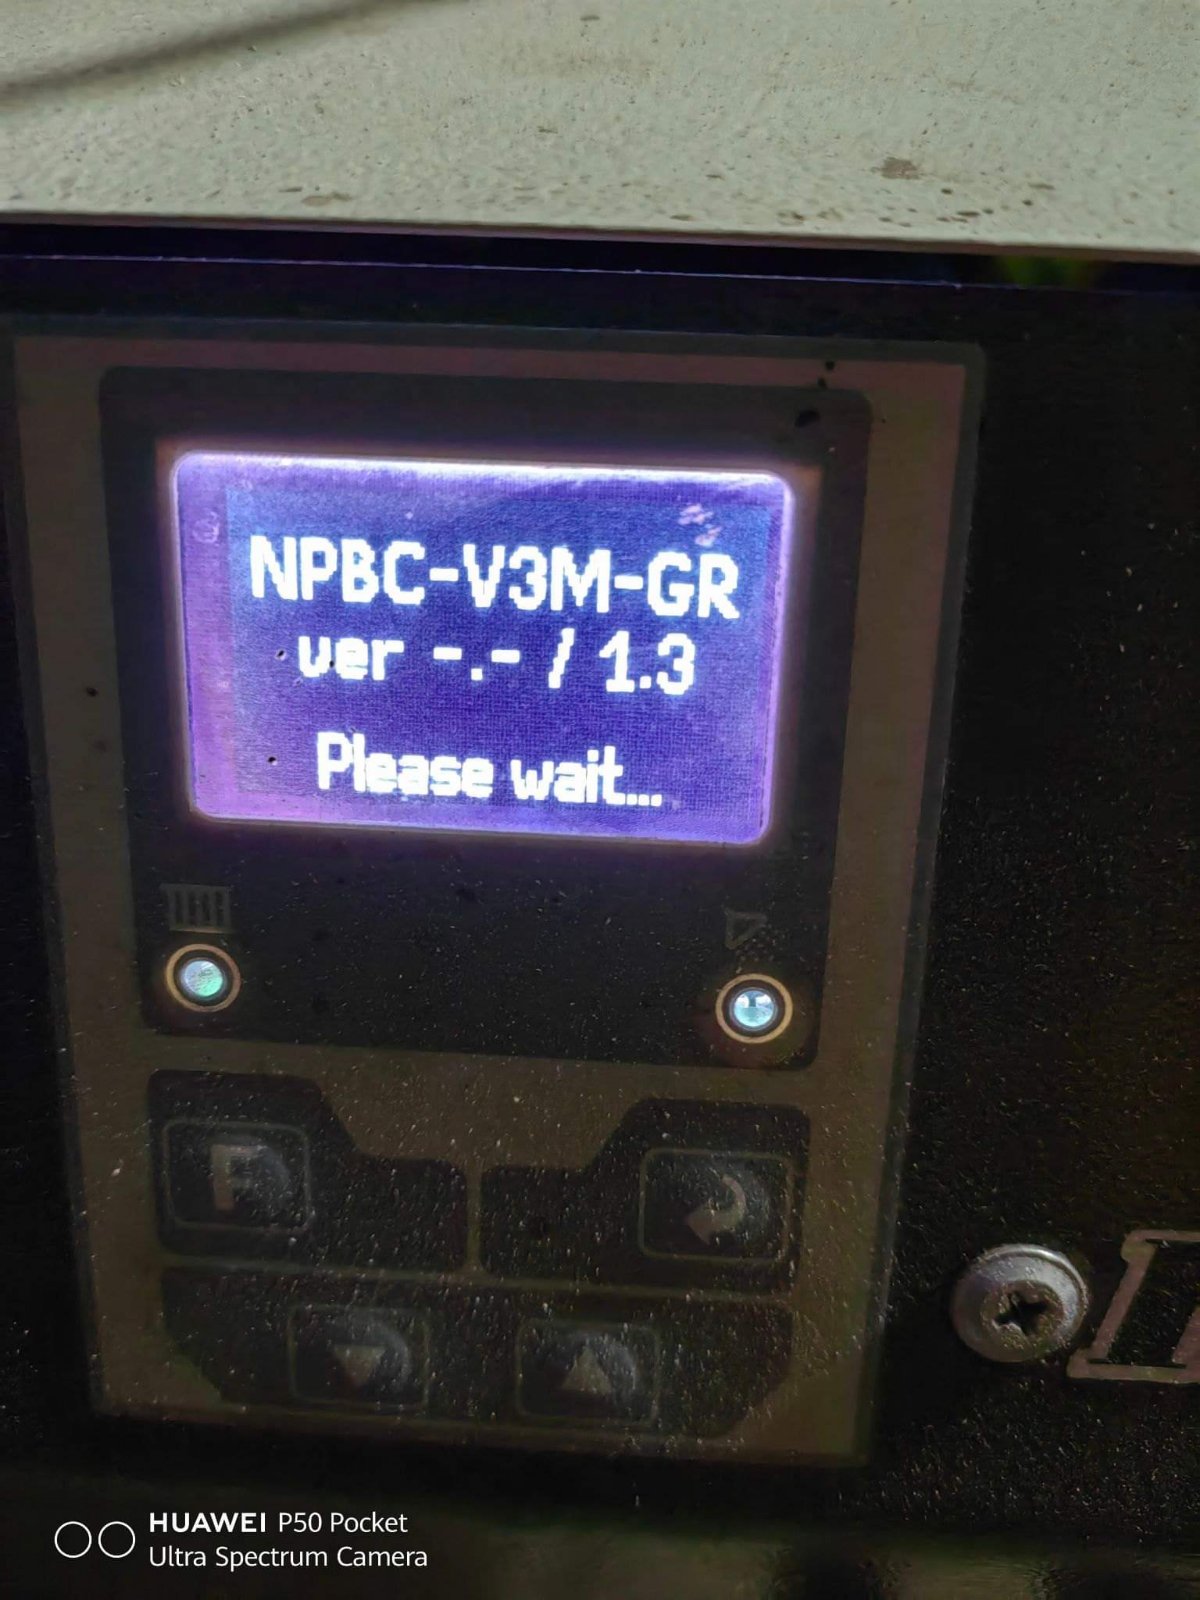 NPBC-V3M-GR
ver -.- / 1.3
Please wait...
F
HUAWEI P50 Pocket
Ultra Spectrum Camera